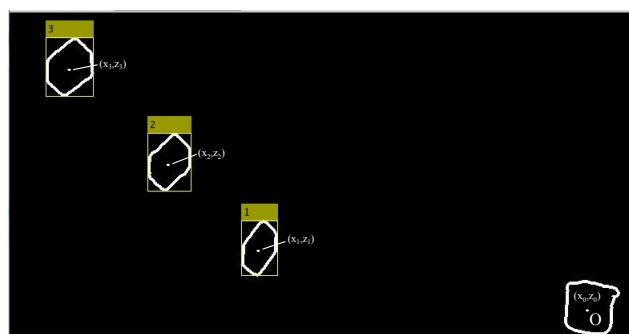 3
(x₃,z₃)
2
(x₂,z₂)
1
(x₁,z₁)
(x₀,z₀)
O